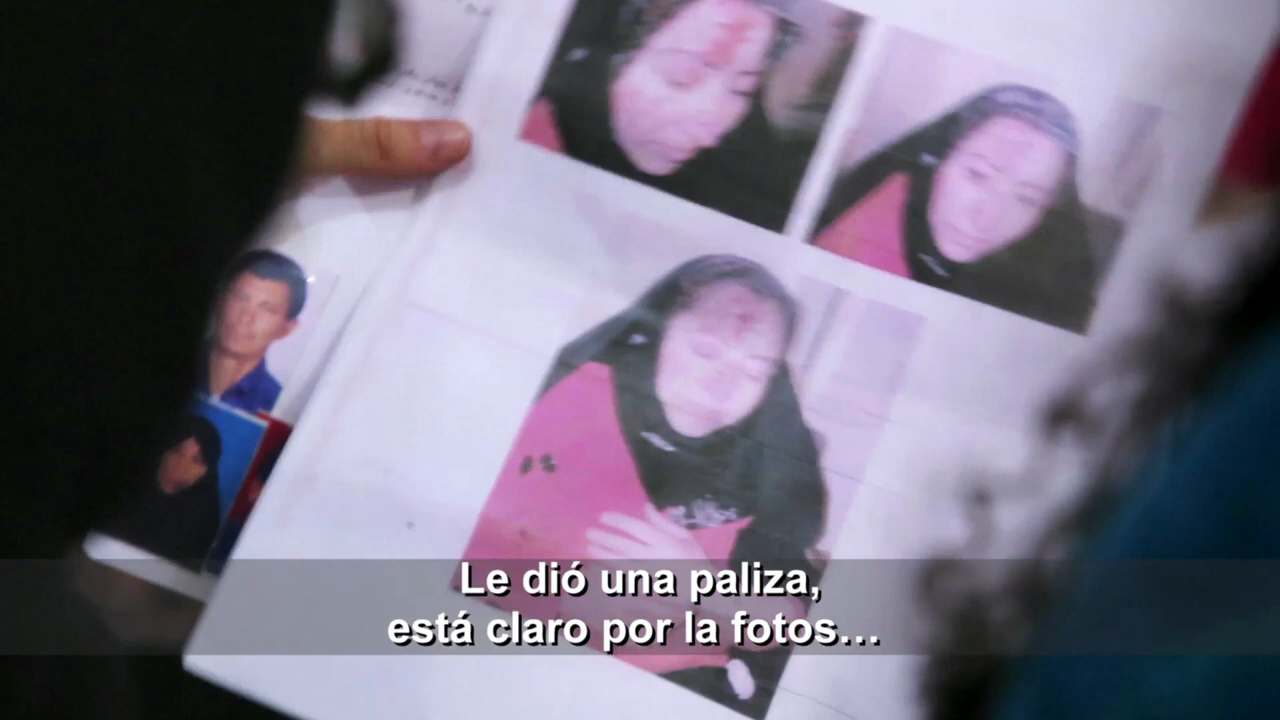 Le dió una paliza,
está claro por la fotos…